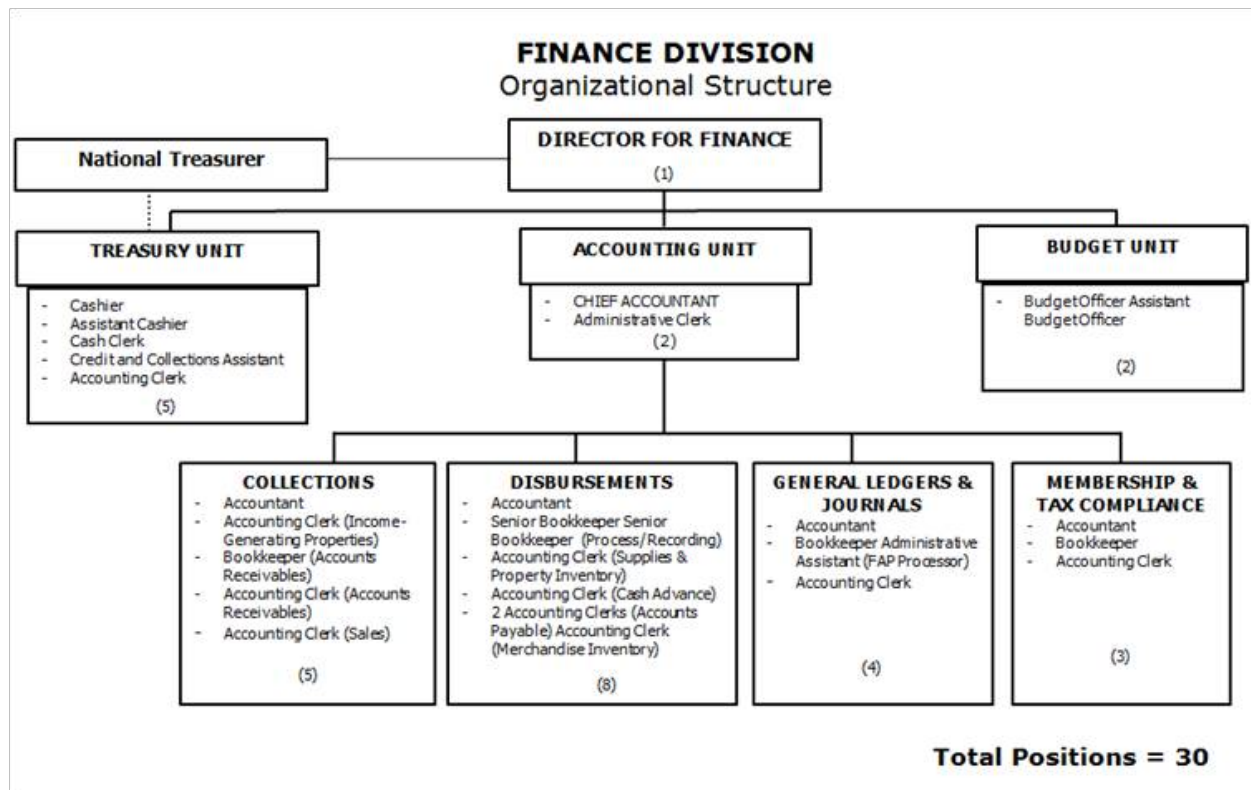 FINANCE DIVISION
Organizational Structure
National Treasurer
DIRECTOR FOR FINANCE
(1)
TREASURY UNIT
- Cashier
- Assistant Cashier
- Cash Clerk
- Credit and Collections Assistant
- Accounting Clerk
(5)
ACCOUNTING UNIT
- CHIEF ACCOUNTANT
- Administrative Clerk
(2)
BUDGET UNIT
- Budget Officer Assistant
Budget Officer
(2)
COLLECTIONS
- Accountant
- Accounting Clerk (Income-
Generating Properties)
- Bookkeeper (Accounts
Receivables)
- Accounting Clerk (Accounts
Receivables)
- Accounting Clerk (Sales)
(5)
DISBURSEMENTS
- Accountant
- Senior Bookkeeper Senior
Bookkeeper (Process/Recording)
- Accounting Clerk (Supplies &
Property Inventory)
- Accounting Clerk (Cash Advance)
- 2 Accounting Clerks (Accounts
Payable) Accounting Clerk
(Merchandise Inventory)
(8)
GENERAL LEDGERS &
JOURNALS
- Accountant
- Bookkeeper Administrative
Assistant (FAP Processor)
- Accounting Clerk
(4)
MEMBERSHIP &
TAX COMPLIANCE
- Accountant
- Bookkeeper
- Accounting Clerk
(3)
Total Positions = 30